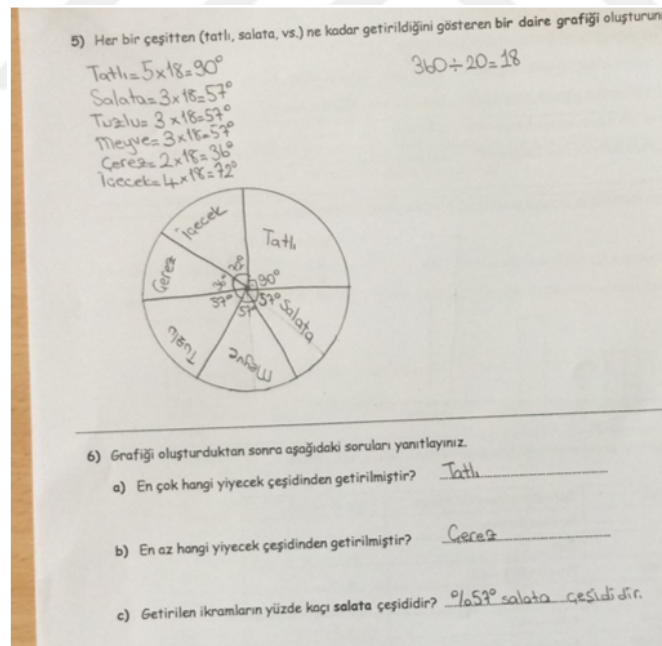 5) Her bir çeşitten (tatlı, salata, vs.) ne kadar getirildiğini gösteren bir daire grafiği oluşturun
360÷20=18
Tatlı=5x18=90°
Salata=3x18=57°
Tuzlu= 3x18=57°
Meyve=3x18=57°
Çerez=2x18=36°
İçecek=4x18=72°
İçecek
Tatlı
Çerez
36°
90°
57°
57°
57°
Salata
Tuzlu
Meyve
6) Grafiği oluşturduktan sonra aşağıdaki soruları yanıtlayınız.
a) En çok hangi yiyecek çeşidinden getirilmiştir? Tatlı
b) En az hangi yiyecek çeşidinden getirilmiştir? Çerez
c) Getirilen ikramların yüzde kaçı salata çeşididir? %57° salata çeşididir.